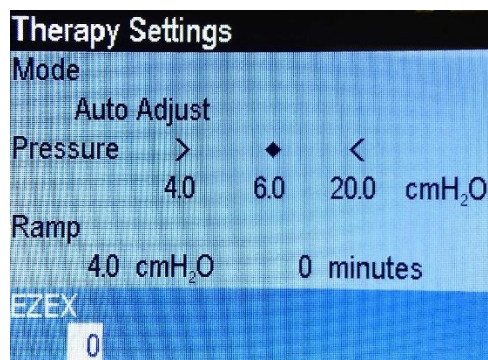 Therapy Settings
Mode
Auto Adjust
Pressure > ◆ <
4.0 6.0 20.0 cmH₂O
Ramp
4.0 cmH₂O 0 minutes
EZEX
0